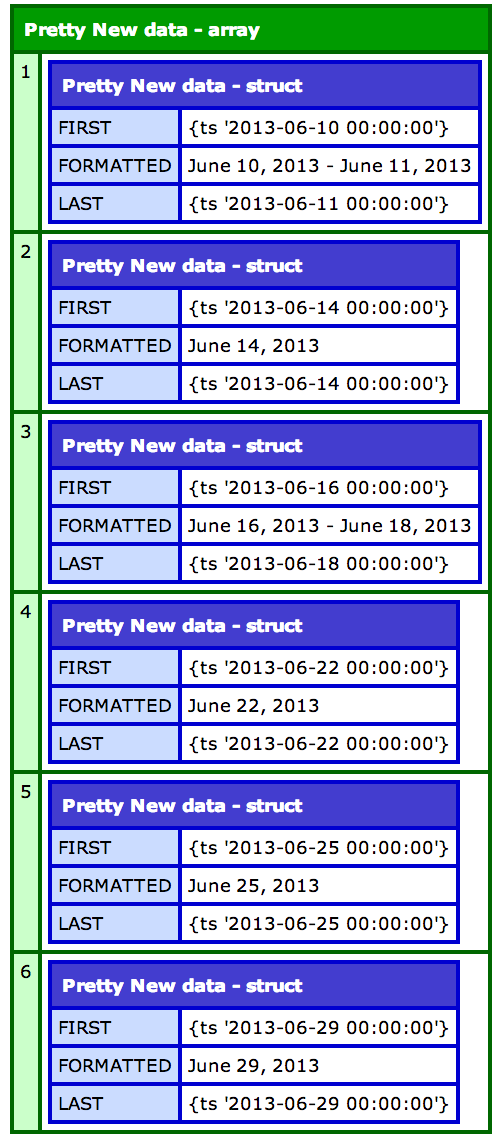 Pretty New data - array
1
Pretty New data - struct
FIRST {ts '2013-06-10 00:00:00'}
FORMATTED June 10, 2013 - June 11, 2013
LAST {ts '2013-06-11 00:00:00'}
2
Pretty New data - struct
FIRST {ts '2013-06-14 00:00:00'}
FORMATTED June 14, 2013
LAST {ts '2013-06-14 00:00:00'}
3
Pretty New data - struct
FIRST {ts '2013-06-16 00:00:00'}
FORMATTED June 16, 2013 - June 18, 2013
LAST {ts '2013-06-18 00:00:00'}
4
Pretty New data - struct
FIRST {ts '2013-06-22 00:00:00'}
FORMATTED June 22, 2013
LAST {ts '2013-06-22 00:00:00'}
5
Pretty New data - struct
FIRST {ts '2013-06-25 00:00:00'}
FORMATTED June 25, 2013
LAST {ts '2013-06-25 00:00:00'}
6
Pretty New data - struct
FIRST {ts '2013-06-29 00:00:00'}
FORMATTED June 29, 2013
LAST {ts '2013-06-29 00:00:00'}